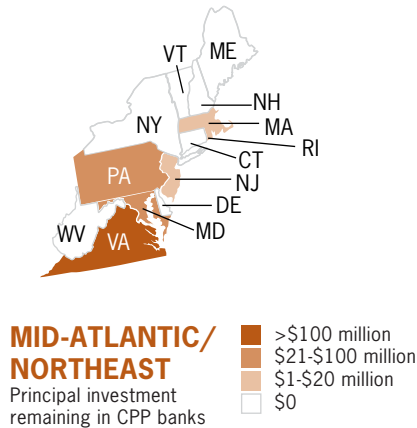 ME
VT
NH
NY
MA
RI
CT
PA
NJ
DE
WV
VA
MD
MID-ATLANTIC/
NORTHEAST
Principal investment
remaining in CPP banks
>$100 million
$21-$100 million
$1-$20 million
$0